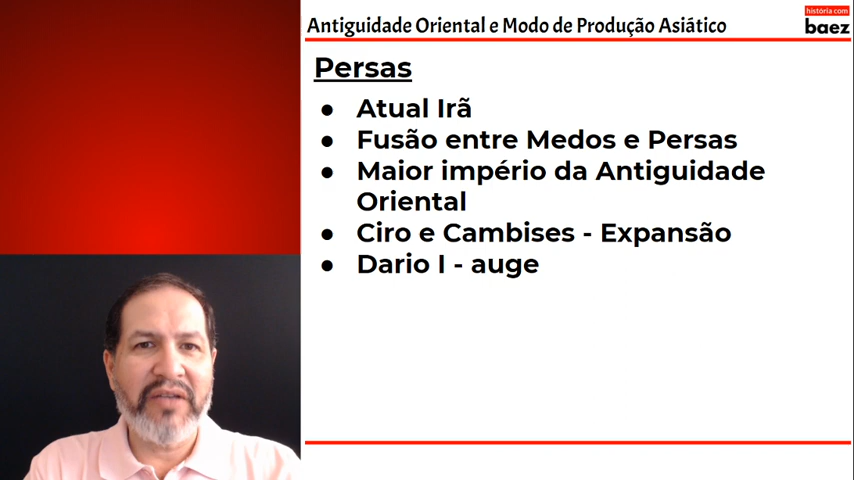 Antiguidade Oriental e Modo de Produção Asiático
história com
baez
Persas
● Atual Irã
● Fusão entre Medos e Persas
● Maior império da Antiguidade
Oriental
● Ciro e Cambises - Expansão
● Dario I - auge